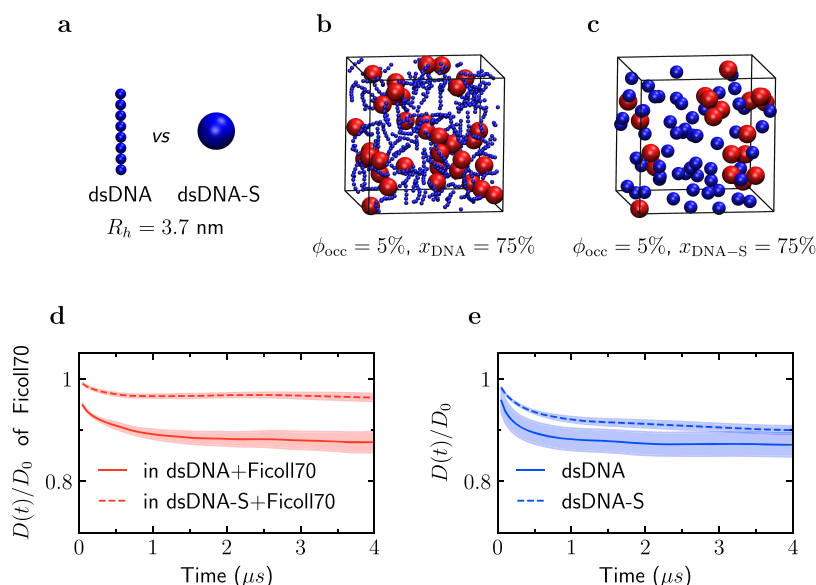 a
b
c
vs
dsDNA dsDNA-S
R_h = 3.7 nm
ϕ_occ = 5%, x_DNA = 75%
ϕ_occ = 5%, x_DNA−S = 75%
d
D(t)/D_0 of Ficoll70
1
0.8
in dsDNA+Ficoll70
in dsDNA-S+Ficoll70
0 1 2 3 4
Time (μs)
e
D(t)/D_0
1
0.8
dsDNA
dsDNA-S
0 1 2 3 4
Time (μs)